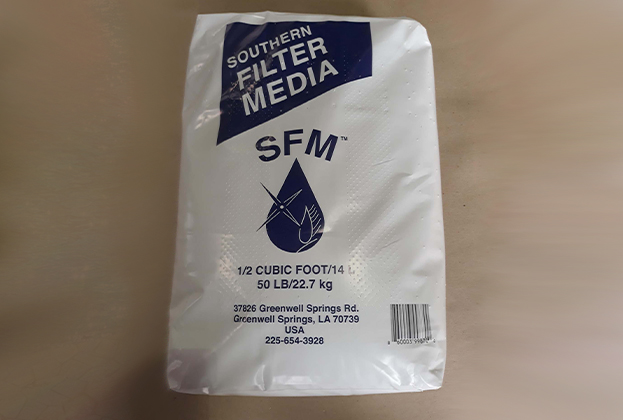 SOUTHERN
FILTER
MEDIA
SFM™
1/2 CUBIC FOOT/14 L
50 LB/22.7 kg
37826 Greenwell Springs Rd.
Greenwell Springs, LA 70739
USA
225-654-3928